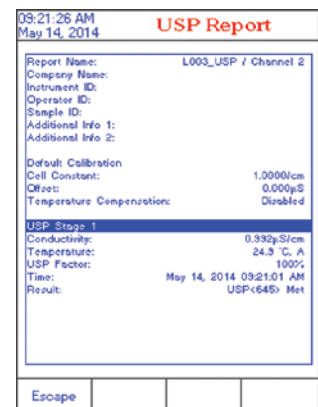 09:21:26 AM
May 14, 2014
USP Report
Report Name: L003_USP / Channel 2
Company Name:
Instrument ID:
Operator ID:
Sample ID:
Additional Info 1:
Additional Info 2:
Default Calibration
Cell Constant: 1.0000/cm
Offset: 0.000µS
Temperature Compensation: Disabled
USP Stage 1
Conductivity: 0.992µS/cm
Temperature: 24.9 °C, A
USP Factor: 100%
Time: May 14, 2014 09:21:01 AM
Result: USP<645> Met
Escape